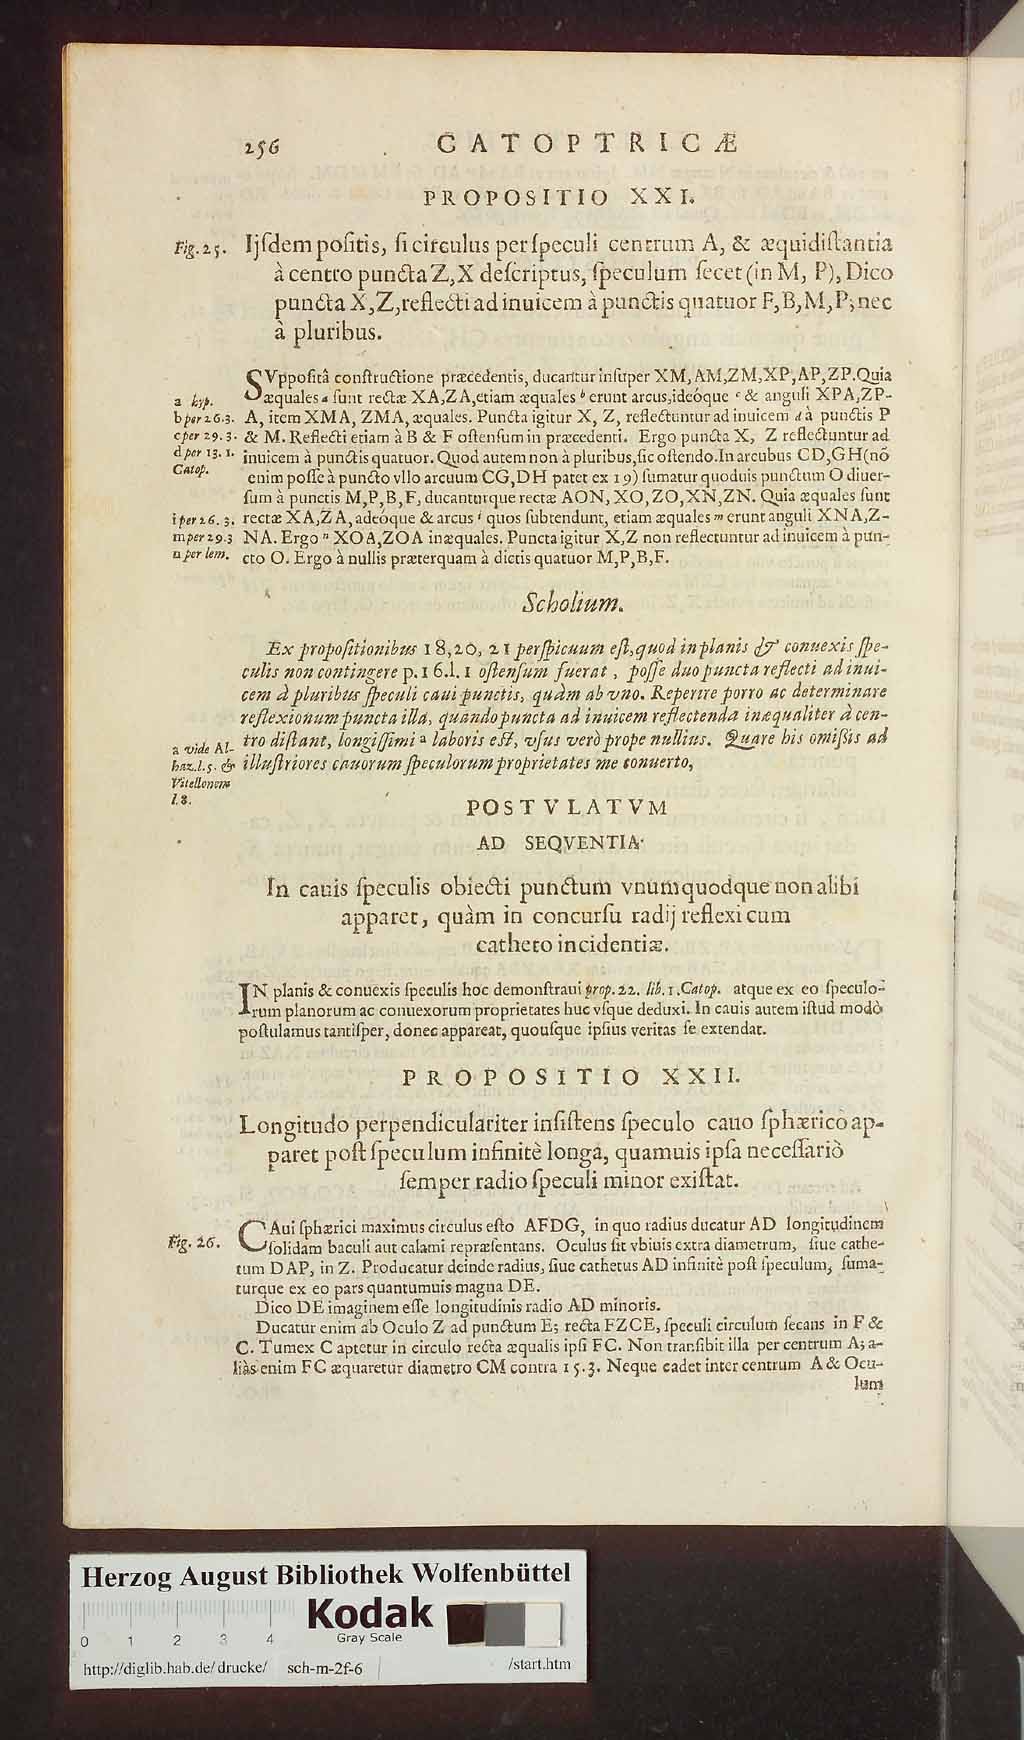 256 CATOPTRICÆ
PROPOSITIO XXI.
Fig. 25. Ijſdem poſitis, ſi circulus per ſpeculi centrum A, & æquidiſtantia
à centro puncta Z, X deſcriptus, ſpeculum ſecet (in M, P), Dico
puncta X, Z, reflecti ad inuicem à punctis quatuor F, B, M, P; nec
à pluribus.
SVppoſitâ conſtructione præcedentis, ducantur inſuper XM, AM, ZM, XP, AP, ZP. Quia
a hyp. æquales a ſunt rectæ XA, ZA, etiam æquales b erunt arcus, ideóque c & anguli XPA, ZP-
b per 26.3. A, item XMA, ZMA, æquales. Puncta igitur X, Z, reflectuntur ad inuicem d à punctis P
c per 29. 3. & M. Reflecti etiam à B & F oſtenſum in præcedenti. Ergo puncta X, Z reflectuntur ad
d per 13. 1. inuicem à punctis quatuor. Quod autem non à pluribus, ſic oſtendo. In arcubus CD, GH (nõ
Catop. enim poſſe à puncto vllo arcuum CG, DH patet ex 19) ſumatur quoduis punctum O diuer-
ſum à punctis M, P, B, F, ducanturque rectæ AON, XO, ZO, XN, ZN. Quia æquales ſunt
i per 26. 3. rectæ XA, ZA, adeóque & arcus i quos ſubtendunt, etiam æquales m erunt anguli XNA, Z-
m per 29.3 NA. Ergo n XOA, ZOA inæquales. Puncta igitur X, Z non reflectuntur ad inuicem à pun-
n per lem. cto O. Ergo à nullis præterquam à dictis quatuor M, P, B, F.
Scholium.
Ex propoſitionibus 18, 20, 21 perſpicuum eſt, quod in planis & conuexis ſpe-
culis non contingere p. 16. l. 1 oſtenſum fuerat, poſſe duo puncta reflecti ad inui-
cem à pluribus ſpeculi caui punctis, quàm ab vno. Reperire porro ac determinare
reflexionum puncta illa, quando puncta ad inuicem reflectenda inæqualiter à cen-
a vide Al- tro diſtant, longiſſimi a laboris eſt, vſus verò prope nullius. Quare his omiſſis ad
haz. l. 5. & illuſtriores cauorum ſpeculorum proprietates me conuerto,
Vitellonem
l. 8.
POSTVLATVM
AD SEQVENTIA.
In cauis ſpeculis obiecti punctum vnumquodque non alibi
apparet, quàm in concurſu radij reflexi cum
catheto incidentiæ.
IN planis & conuexis ſpeculis hoc demonſtraui prop. 22. lib. 1. Catop. atque ex eo ſpeculo-
rum planorum ac conuexorum proprietates huc vſque deduxi. In cauis autem iſtud modò
poſtulamus tantiſper, donec appareat, quouſque ipſius veritas ſe extendat.
PROPOSITIO XXII.
Longitudo perpendiculariter inſiſtens ſpeculo cauo ſphærico ap-
paret poſt ſpeculum infinitè longa, quamuis ipſa neceſſariò
ſemper radio ſpeculi minor exiſtat.
CAui ſphærici maximus circulus eſto AFDG, in quo radius ducatur AD longitudinem
Fig. 26. ſolidam baculi aut calami repræſentans. Oculus ſit vbiuis extra diametrum, ſiue cathe-
tum DAP, in Z. Producatur deinde radius, ſiue cathetus AD infinitè poſt ſpeculum, ſuma-
turque ex eo pars quantumuis magna DE.
Dico DE imaginem eſſe longitudinis radio AD minoris.
Ducatur enim ab Oculo Z ad punctum E; recta FZCE, ſpeculi circulum ſecans in F &
C. Tum ex C aptetur in circulo recta æqualis ipſi FC. Non tranſibit illa per centrum A; a-
liàs enim FC æquaretur diametro CM contra 15.3. Neque cadet inter centrum A & Ocu-
lum
Herzog August Bibliothek Wolfenbüttel
Kodak
Gray Scale
0 1 2 3 4
http://diglib.hab.de/drucke/ sch-m-2f-6 /start.htm